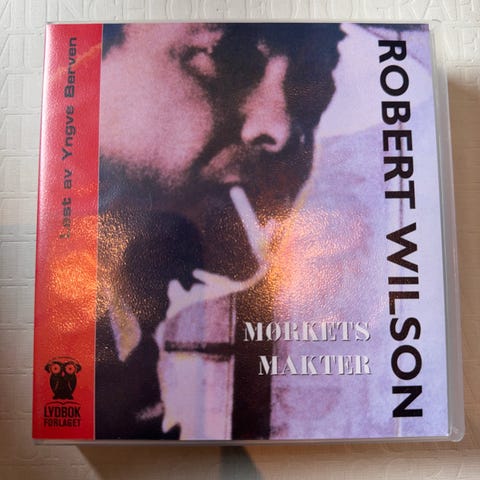 Lest av Yngve Berven
ROBERT WILSON
MØRKETS
MAKTER
LYDBOK
FORLAGET